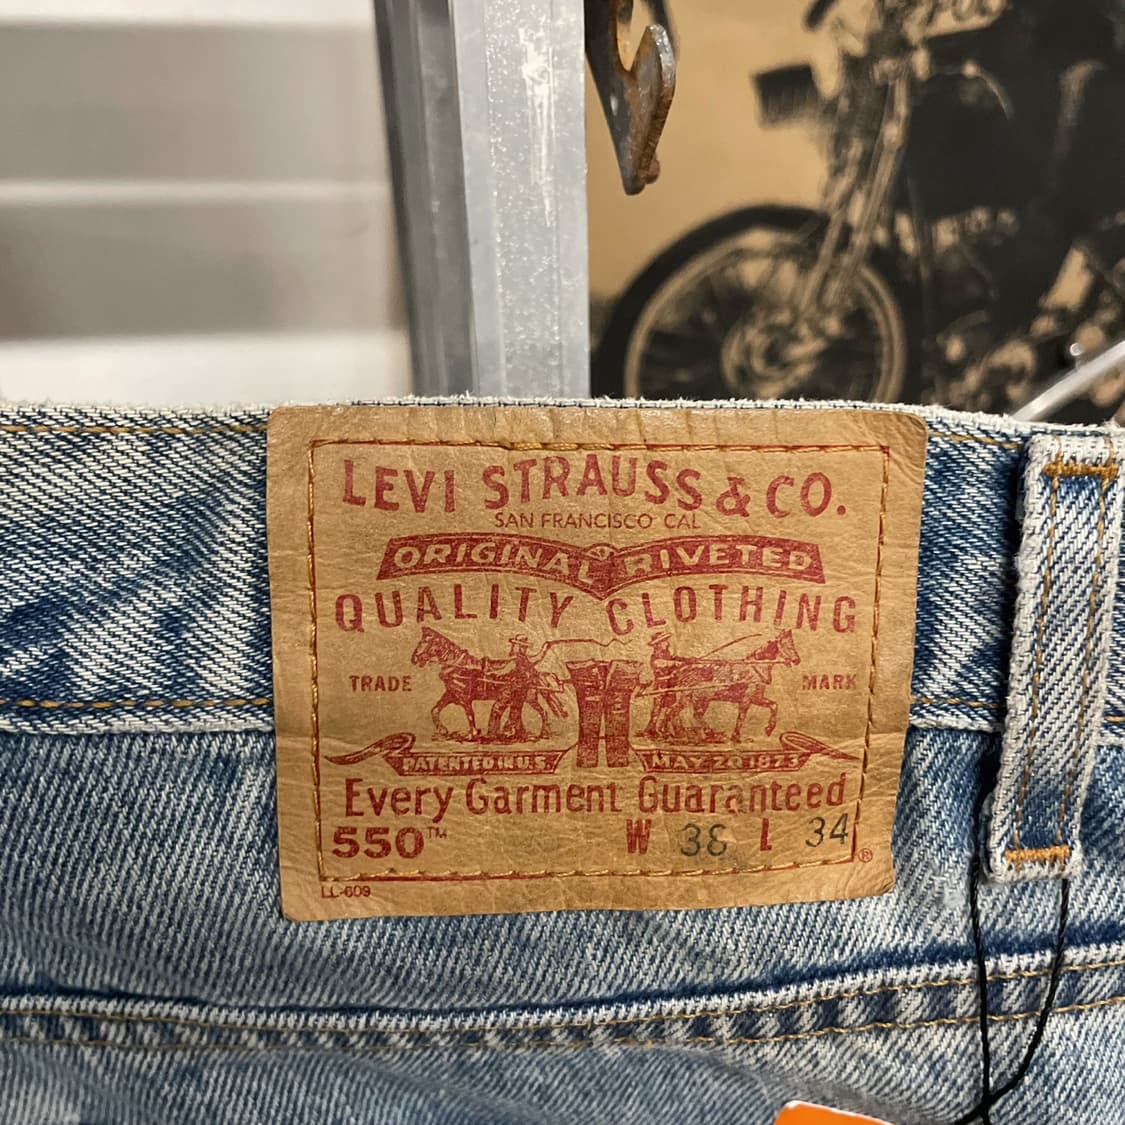 LEVI STRAUSS & CO.
SAN FRANCISCO CAL
ORIGINAL RIVETED
QUALITY CLOTHING
TRADE MARK
PATENTED IN U.S. MAY 20 1873
Every Garment Guaranteed
550™ W 38 L 34
®
LL-609